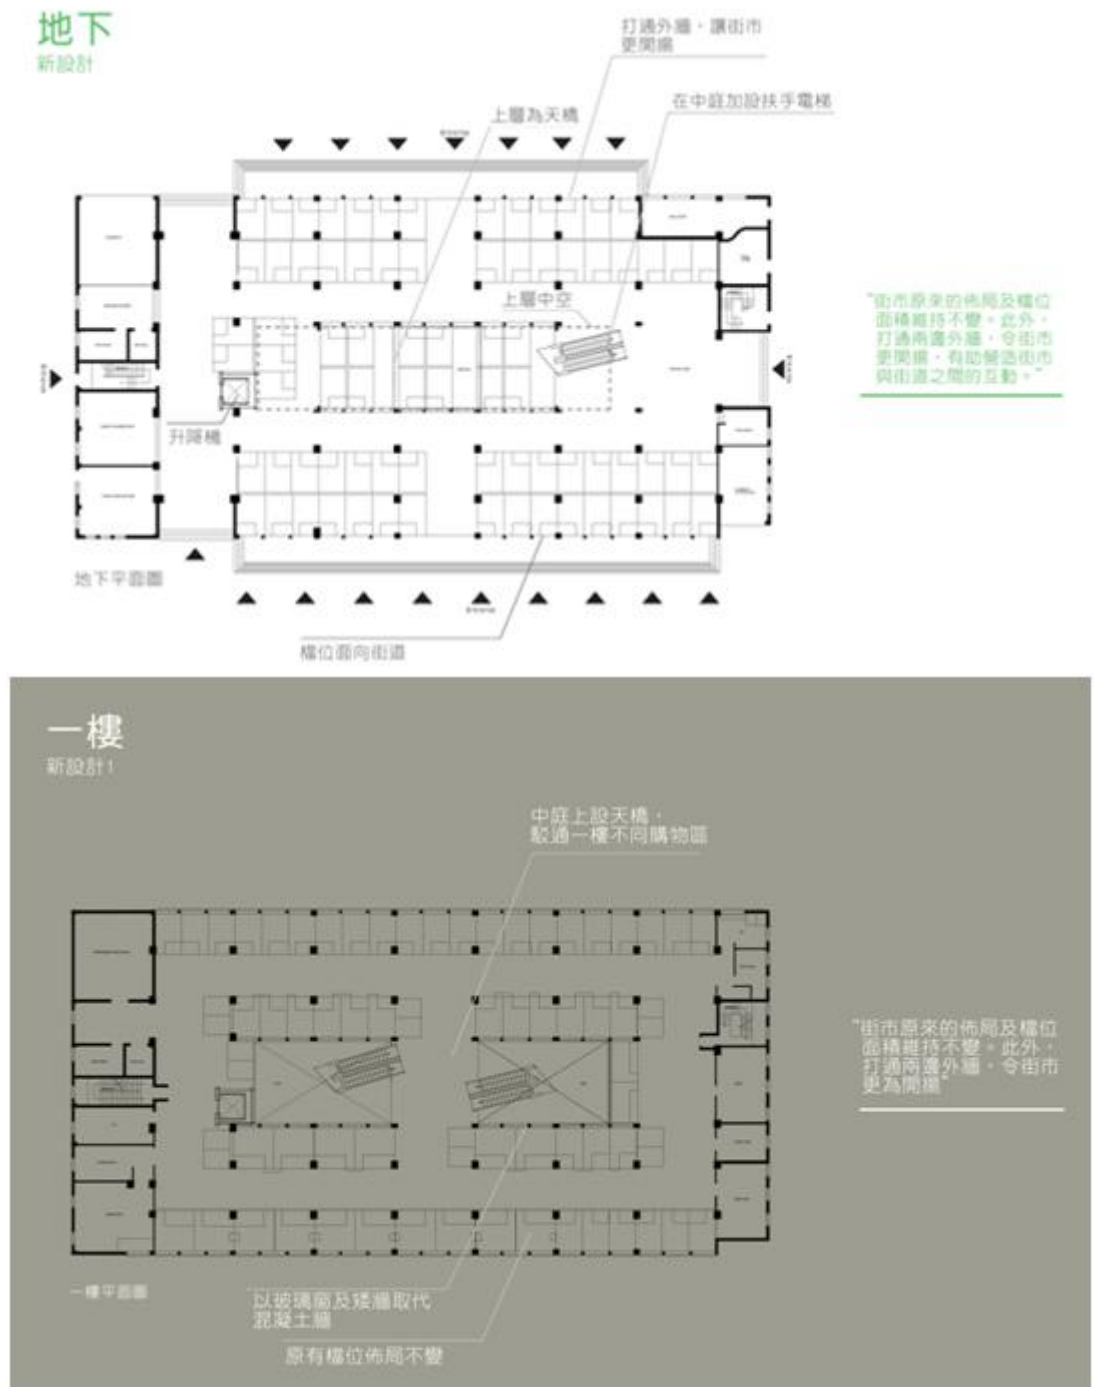 地下
新設計
打通外牆，讓街市
更開揚
在中庭加設扶手電梯
上層為天橋
上層中空
升降機
地下平面圖
檔位面向街道
"街市原來的佈局及檔位
面積維持不變。此外，
打通兩邊外牆，令街市
更開揚，有助營造街市
與街道之間的互動。"
一樓
新設計1
中庭上設天橋，
駁通一樓不同購物區
"街市原來的佈局及檔位
面積維持不變。此外，
打通兩邊外牆，令街市
更為開揚"
一樓平面圖
以玻璃窗及矮牆取代
混凝土牆
原有檔位佈局不變